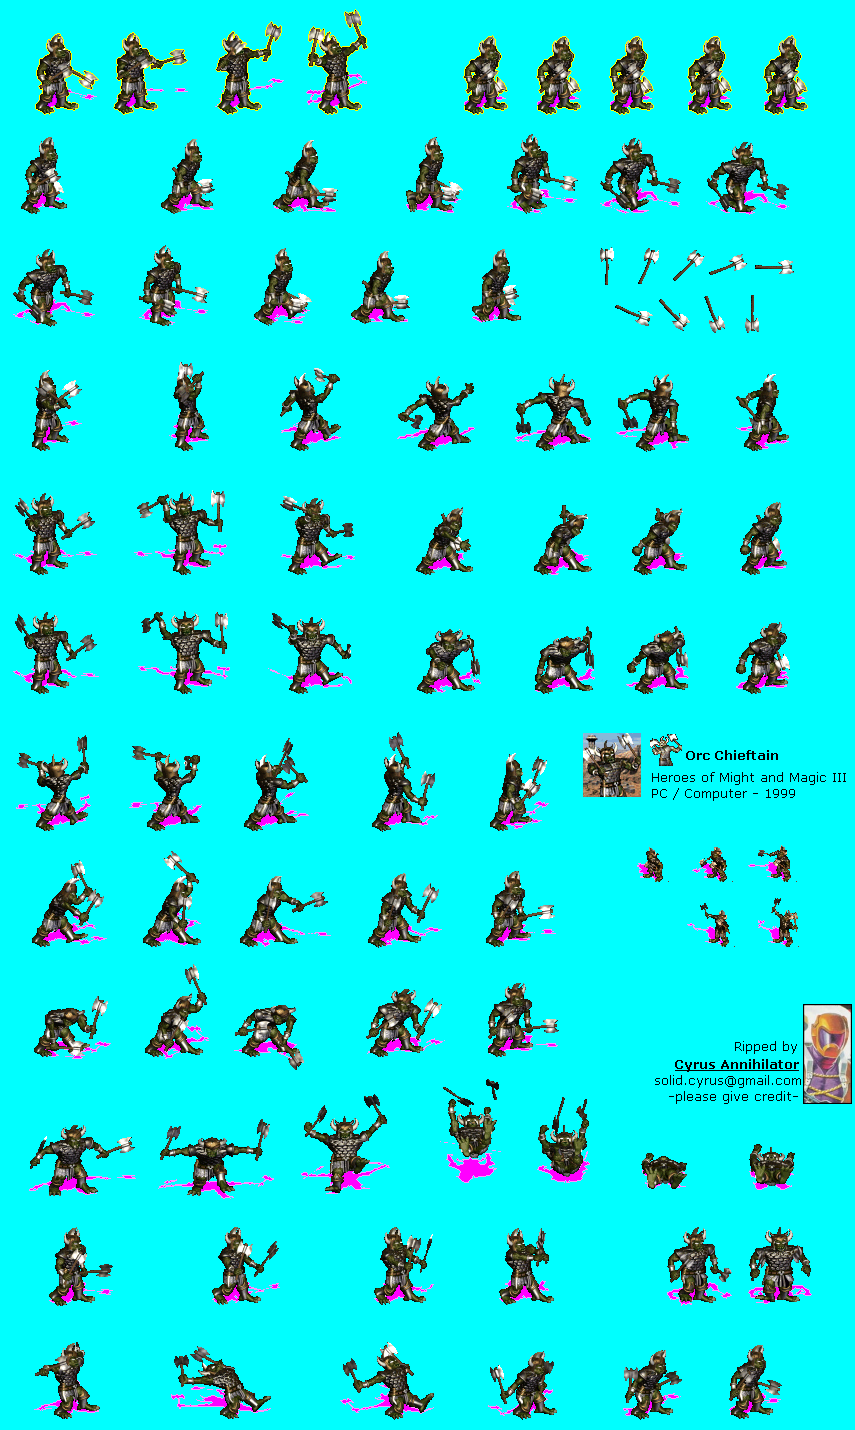 Orc Chieftain
Heroes of Might and Magic III
PC / Computer - 1999
Ripped by
Cyrus Annihilator
solid.cyrus@gmail.com
-please give credit-